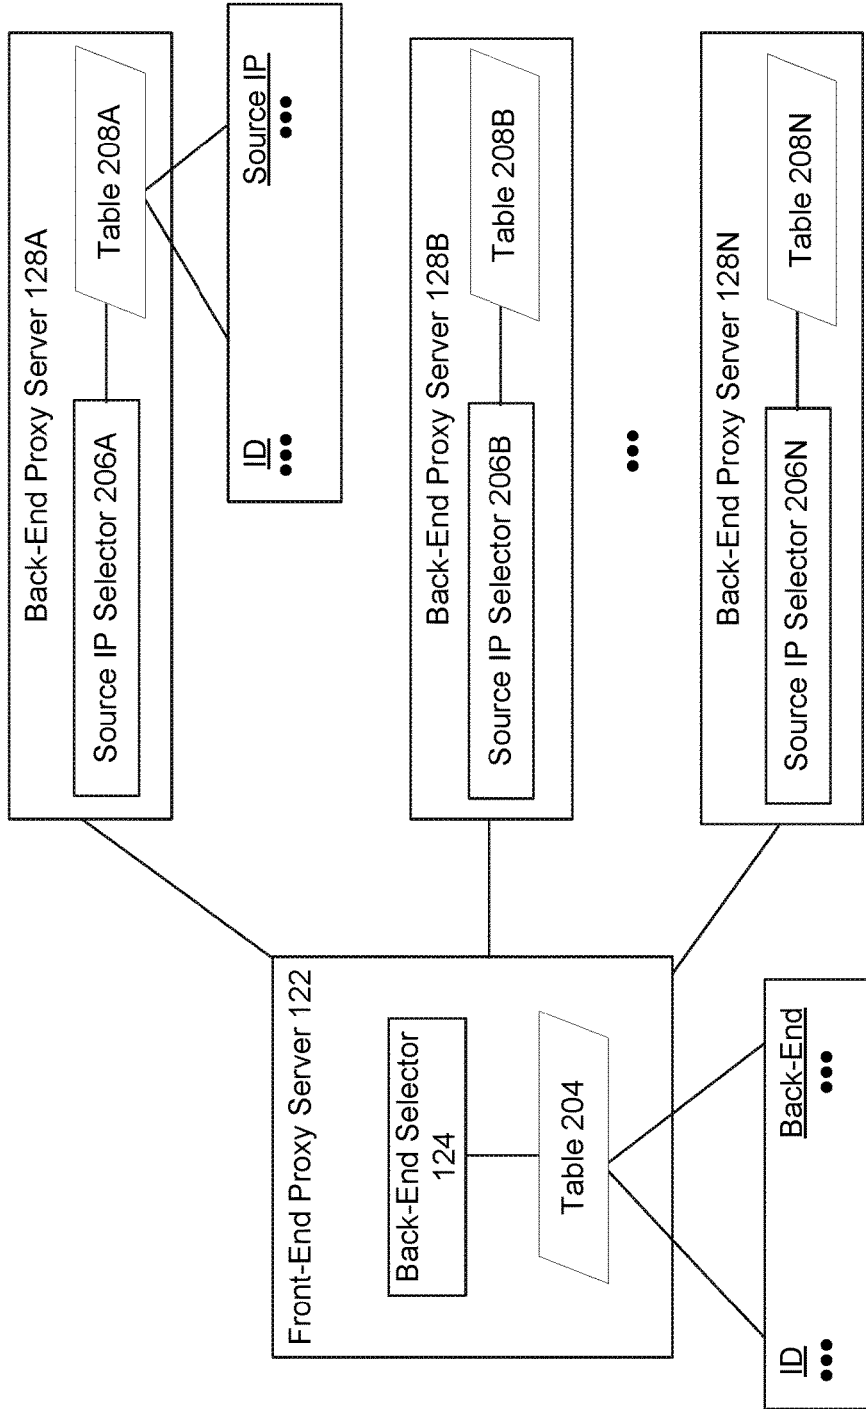 Front-End Proxy Server 122
Back-End Selector
124
Table 204
ID
Back-End
●●●
●●●
Back-End Proxy Server 128A
Source IP Selector 206A
Table 208A
ID
Source IP
●●●
●●●
Back-End Proxy Server 128B
Source IP Selector 206B
Table 208B
●●●
Back-End Proxy Server 128N
Source IP Selector 206N
Table 208N